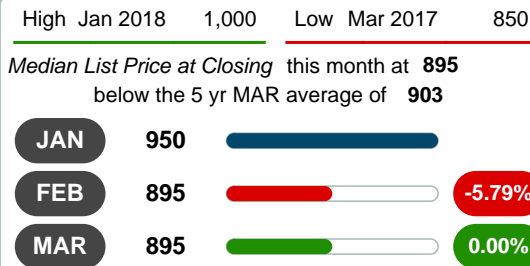 High Jan 2018 1,000 Low Mar 2017 850
Median List Price at Closing this month at 895
below the 5 yr MAR average of 903
JAN 950
FEB 895 -5.79%
MAR 895 0.00%